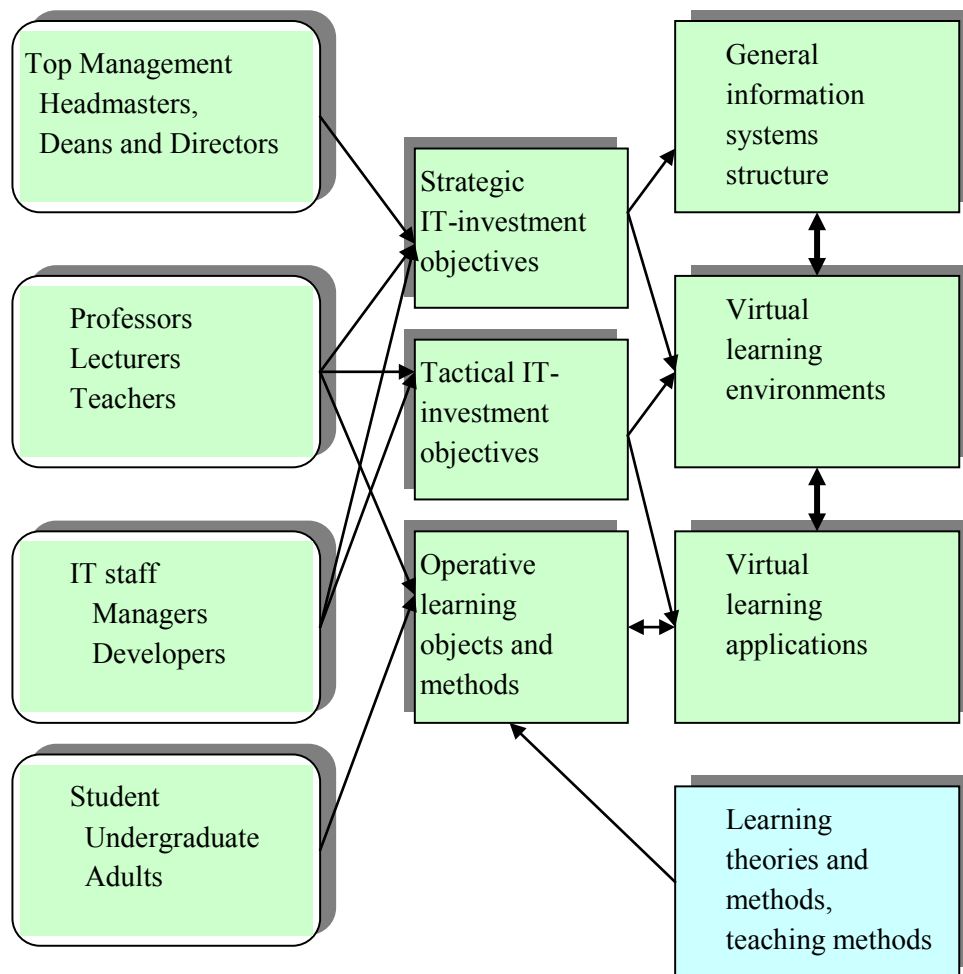 Top Management
Headmasters,
Deans and Directors
Professors
Lecturers
Teachers
IT staff
Managers
Developers
Student
Undergraduate
Adults
Strategic
IT-investment
objectives
Tactical IT-
investment
objectives
Operative
learning
objects and
methods
General
information
systems
structure
Virtual
learning
environments
Virtual
learning
applications
Learning
theories and
methods,
teaching methods